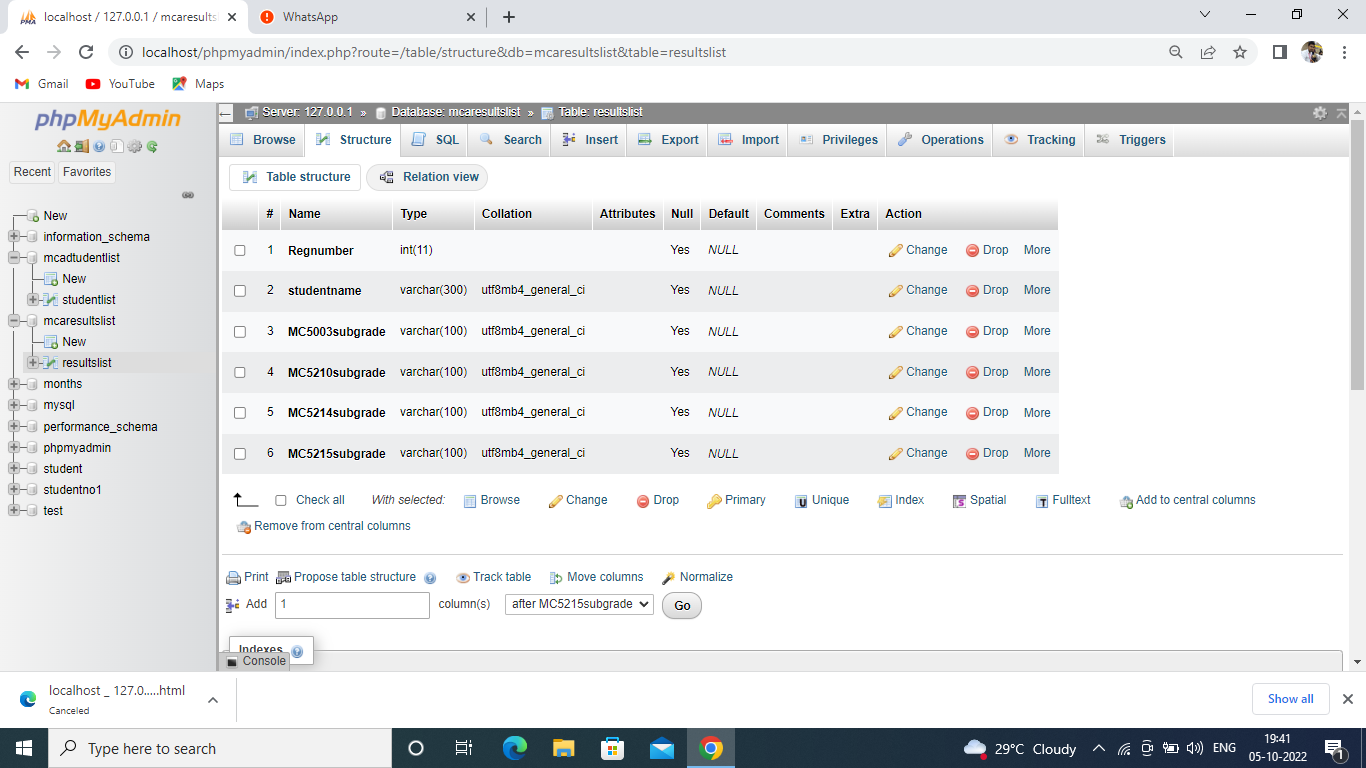 localhost / 127.0.0.1 / mcaresults
WhatsApp
localhost/phpmyadmin/index.php?route=/table/structure&db=mcaresultslist&table=resultslist
Gmail YouTube Maps
phpMyAdmin
Recent Favorites
New
information_schema
mcadtudentlist
New
studentlist
mcaresultslist
New
resultslist
months
mysql
performance_schema
phpmyadmin
student
studentno1
test
Server: 127.0.0.1 » Database: mcaresultslist » Table: resultslist
Browse Structure SQL Search Insert Export Import Privileges Operations Tracking Triggers
Table structure Relation view
# Name Type Collation Attributes Null Default Comments Extra Action
1 Regnumber int(11) Yes NULL Change Drop More
2 studentname varchar(300) utf8mb4_general_ci Yes NULL Change Drop More
3 MC5003subgrade varchar(100) utf8mb4_general_ci Yes NULL Change Drop More
4 MC5210subgrade varchar(100) utf8mb4_general_ci Yes NULL Change Drop More
5 MC5214subgrade varchar(100) utf8mb4_general_ci Yes NULL Change Drop More
6 MC5215subgrade varchar(100) utf8mb4_general_ci Yes NULL Change Drop More
Check all With selected: Browse Change Drop Primary Unique Index Spatial Fulltext Add to central columns
Remove from central columns
Print Propose table structure Track table Move columns Normalize
Add 1 column(s) after MC5215subgrade Go
Indexes
Console
localhost _ 127.0.....html
Canceled
Show all
Type here to search
29°C Cloudy
ENG
19:41
05-10-2022
1